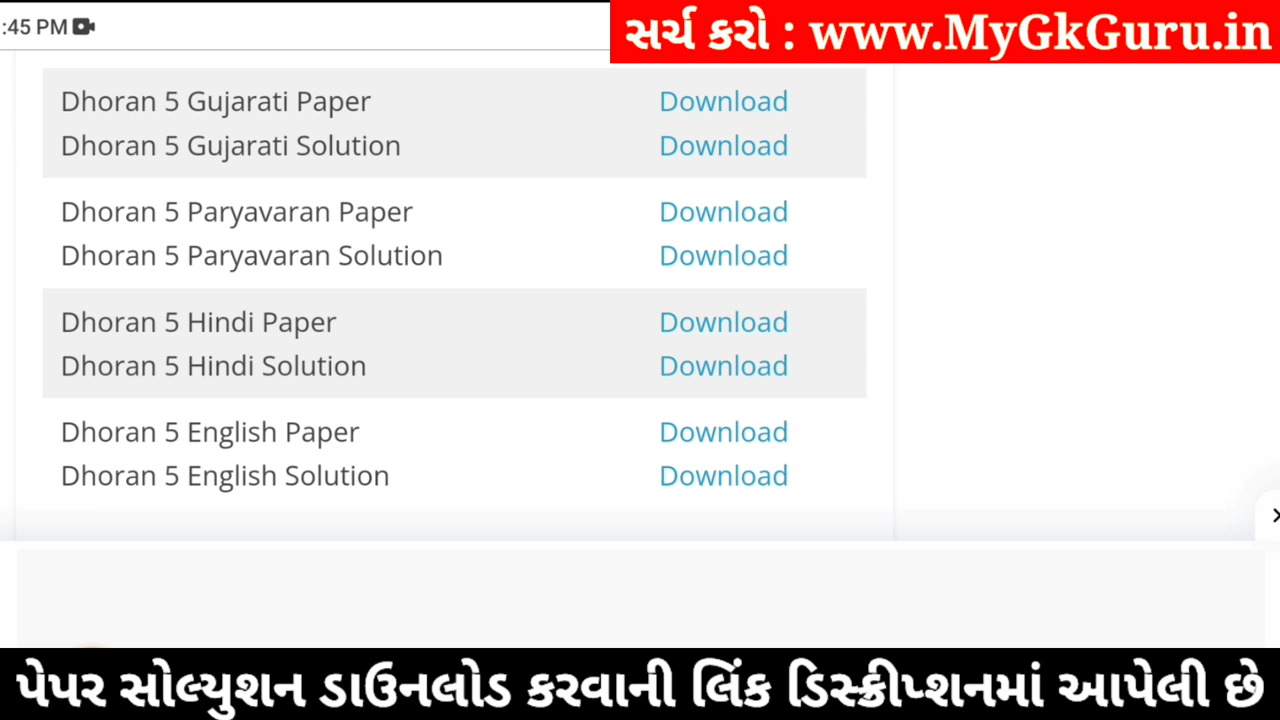 :45 PM
સર્ચ કરો : www.MyGkGuru.in
Dhoran 5 Gujarati Paper Download
Dhoran 5 Gujarati Solution Download
Dhoran 5 Paryavaran Paper Download
Dhoran 5 Paryavaran Solution Download
Dhoran 5 Hindi Paper Download
Dhoran 5 Hindi Solution Download
Dhoran 5 English Paper Download
Dhoran 5 English Solution Download
પેપર સોલ્યુશન ડાઉનલોડ કરવાની લિંક ડિસ્ક્રીપ્શનમાં આપેલી છે